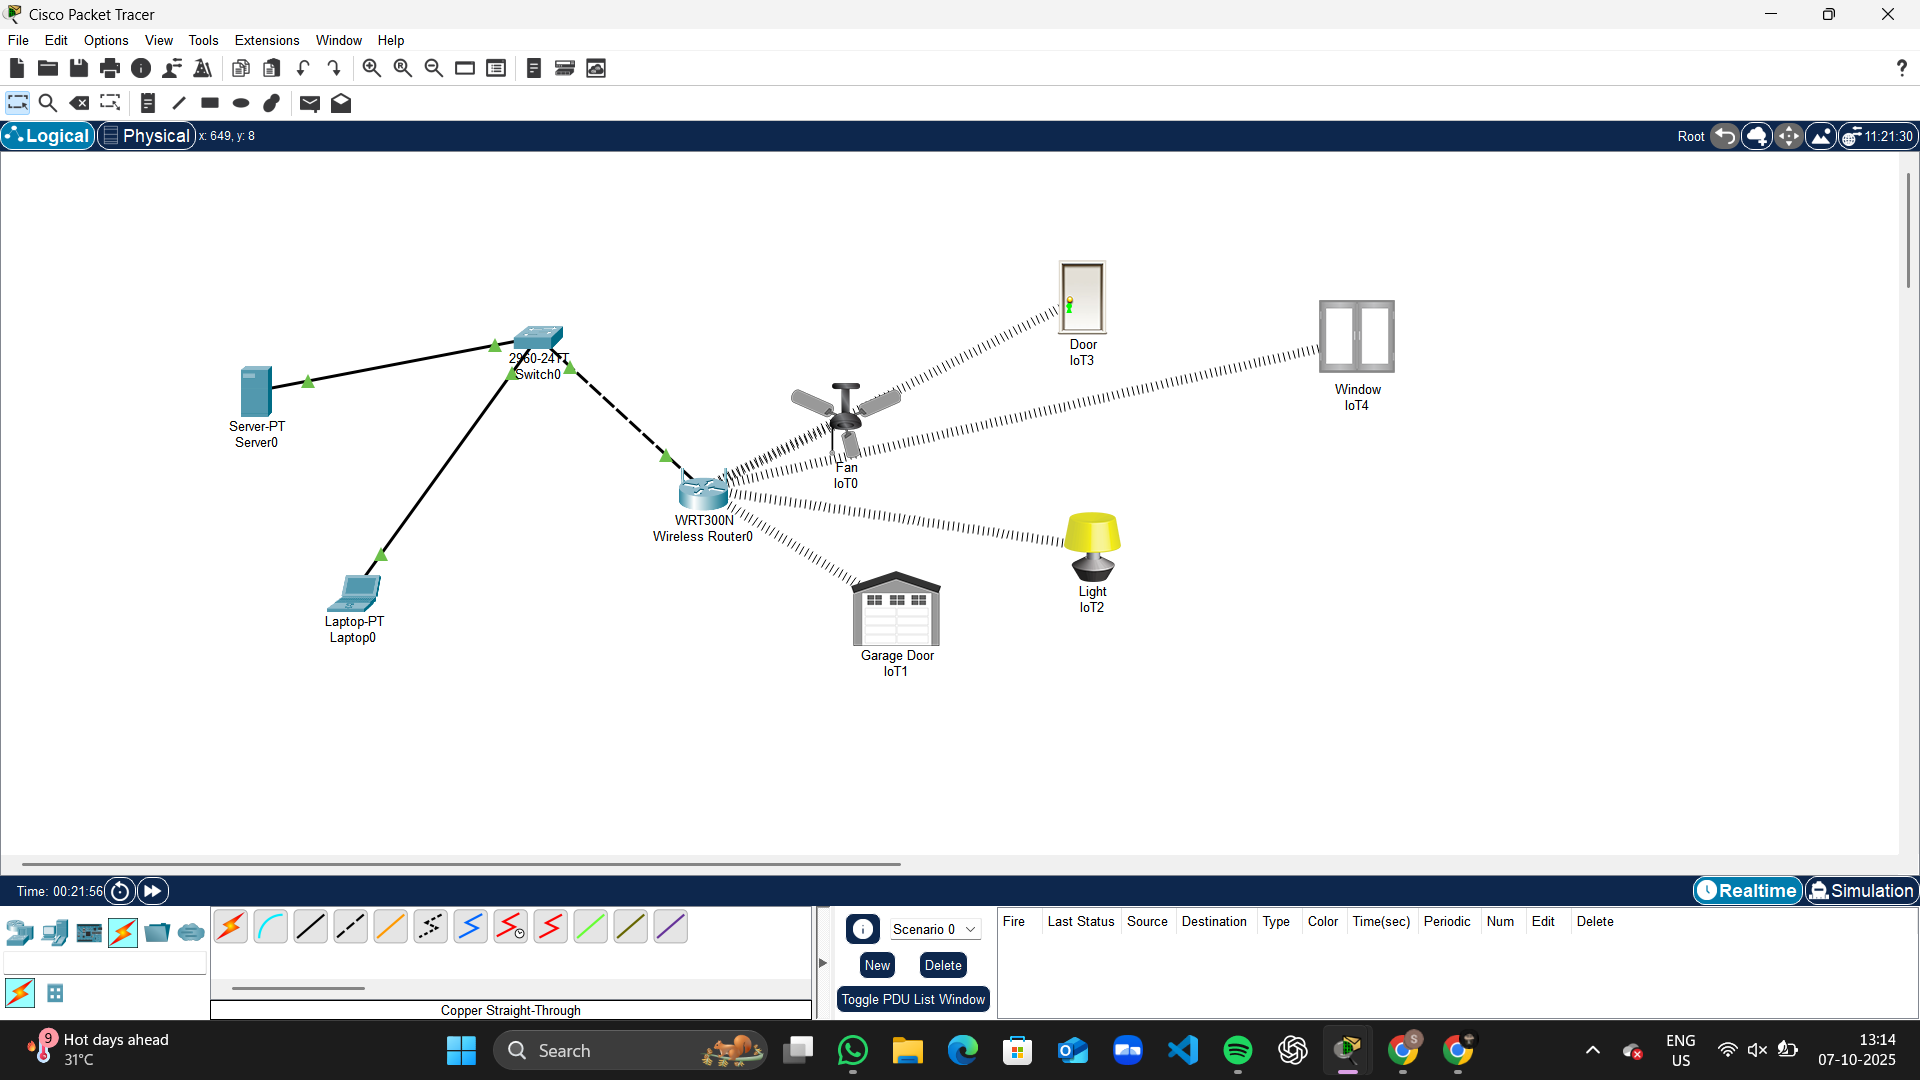 Cisco Packet Tracer
File Edit Options View Tools Extensions Window Help
?
Logical Physical x: 649, y: 8 Root 11:21:30
Door
IoT3
Window
IoT4
2960-24TT
Switch0
Server-PT
Server0
Fan
IoT0
WRT300N
Wireless Router0
Light
IoT2
Laptop-PT
Laptop0
Garage Door
IoT1
Time: 00:21:56 Realtime Simulation
Scenario 0
New Delete
Toggle PDU List Window
Fire Last Status Source Destination Type Color Time(sec) Periodic Num Edit Delete
Copper Straight-Through
9
Hot days ahead
31°C
Search
S
ENG
US
13:14
07-10-2025